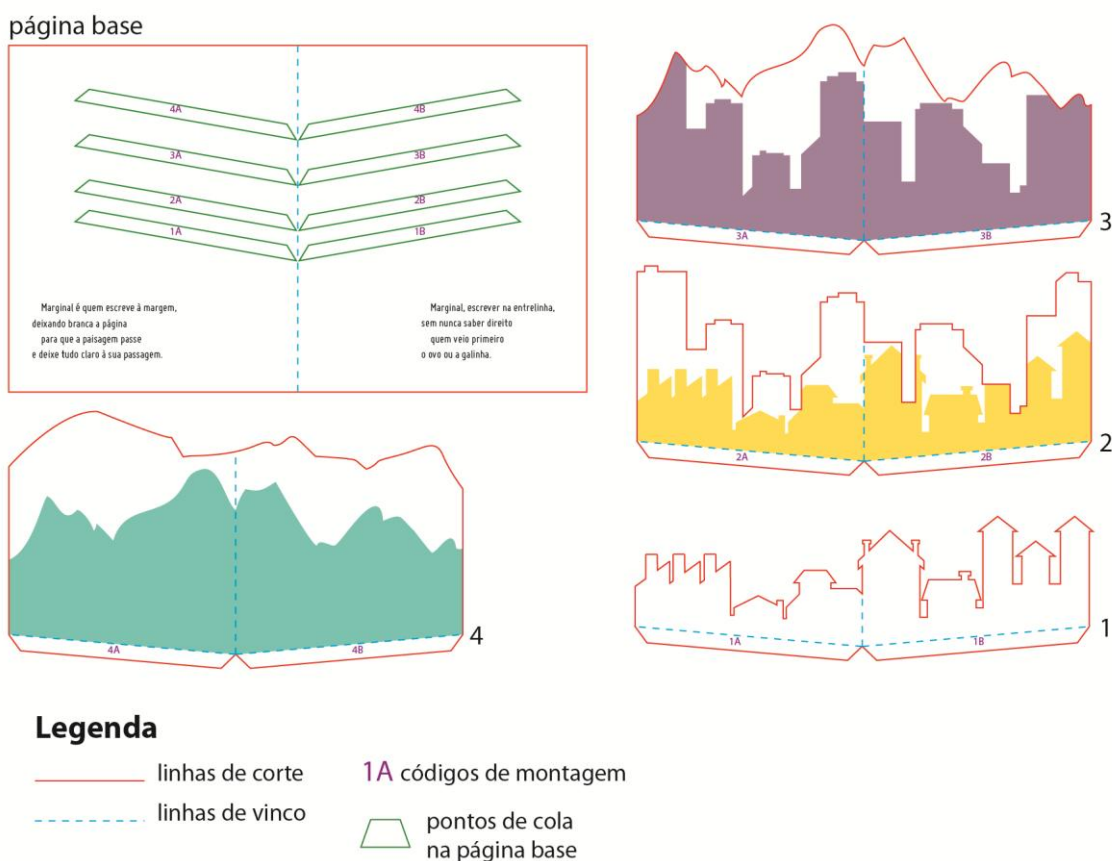 página base
4A 4B
3A 3B
2A 2B
1A 1B
Marginal é quem escreve à margem,
deixando branca a página
para que a paisagem passe
e deixe tudo claro à sua passagem.
Marginal, escrever na entrelinha,
sem nunca saber direito
quem veio primeiro
o ovo ou a galinha.
3A 3B
3
2A 2B
2
1A 1B
1
4A 4B
4
Legenda
linhas de corte
linhas de vinco
1A códigos de montagem
pontos de cola
na página base